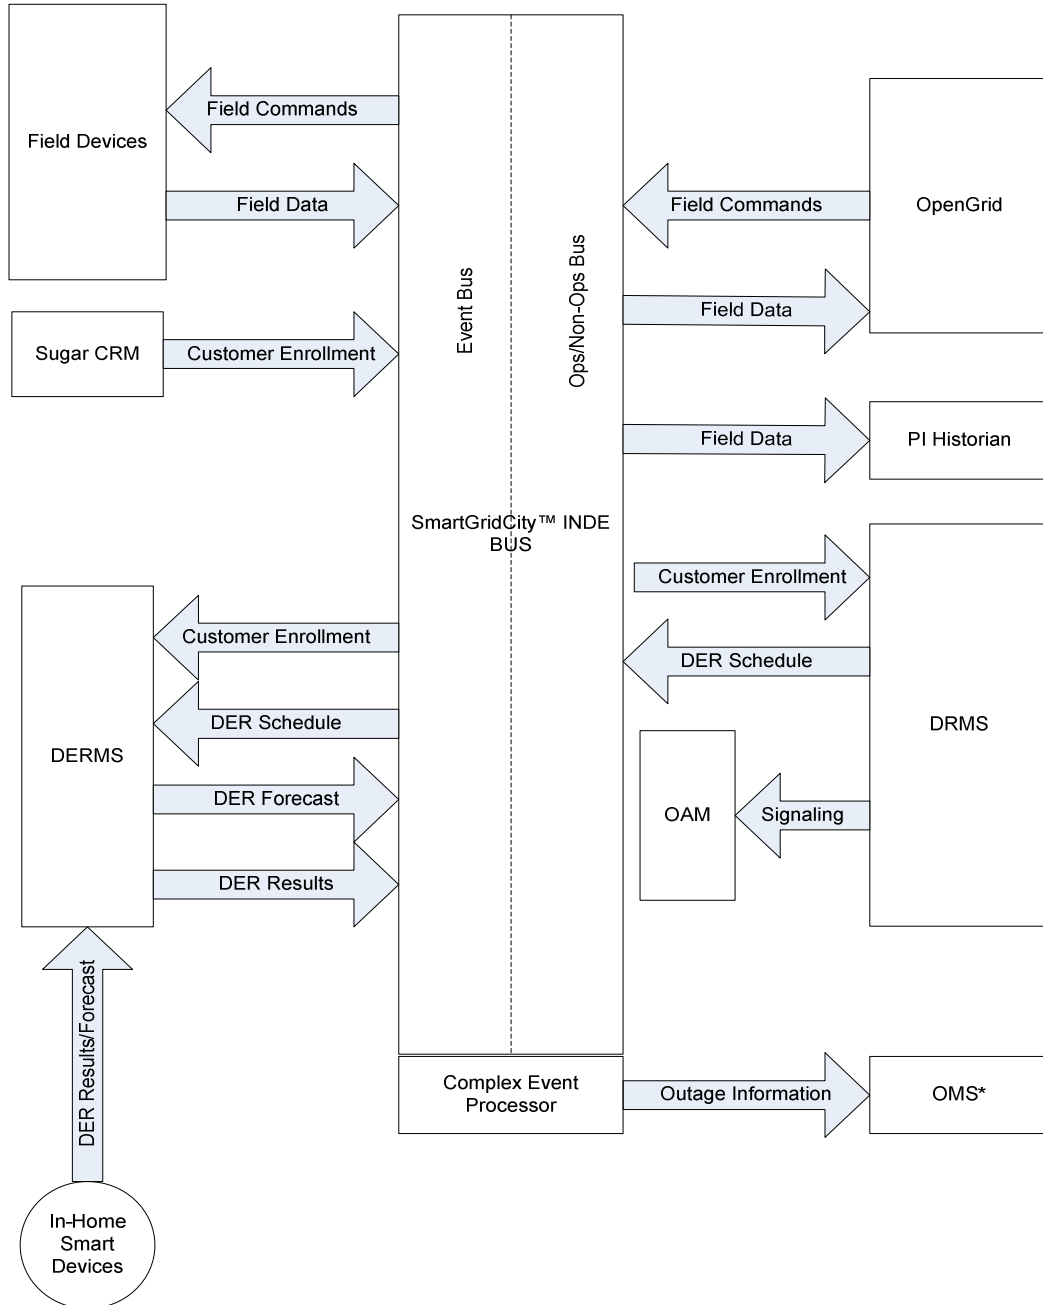 Field Devices
Field Commands
Field Data
Sugar CRM
Customer Enrollment
Event Bus
Ops/Non-Ops Bus
SmartGridCity™ INDE
BUS
Field Commands
Field Data
OpenGrid
Field Data
PI Historian
Customer Enrollment
DER Schedule
DRMS
OAM
Signaling
DERMS
Customer Enrollment
DER Schedule
DER Forecast
DER Results
DER Results/Forecast
In-Home
Smart
Devices
Complex Event
Processor
Outage Information
OMS*